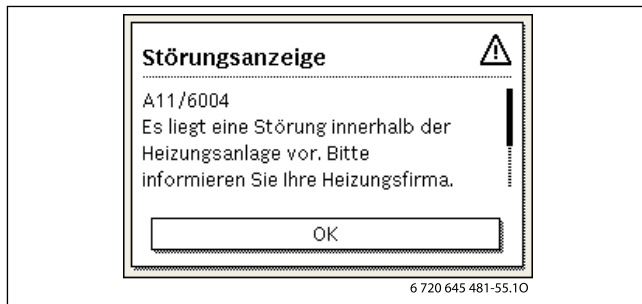 Störungsanzeige
A11/6004
Es liegt eine Störung innerhalb der
Heizungsanlage vor. Bitte
informieren Sie Ihre Heizungsfirma.
OK
6 720 645 481-55.1O